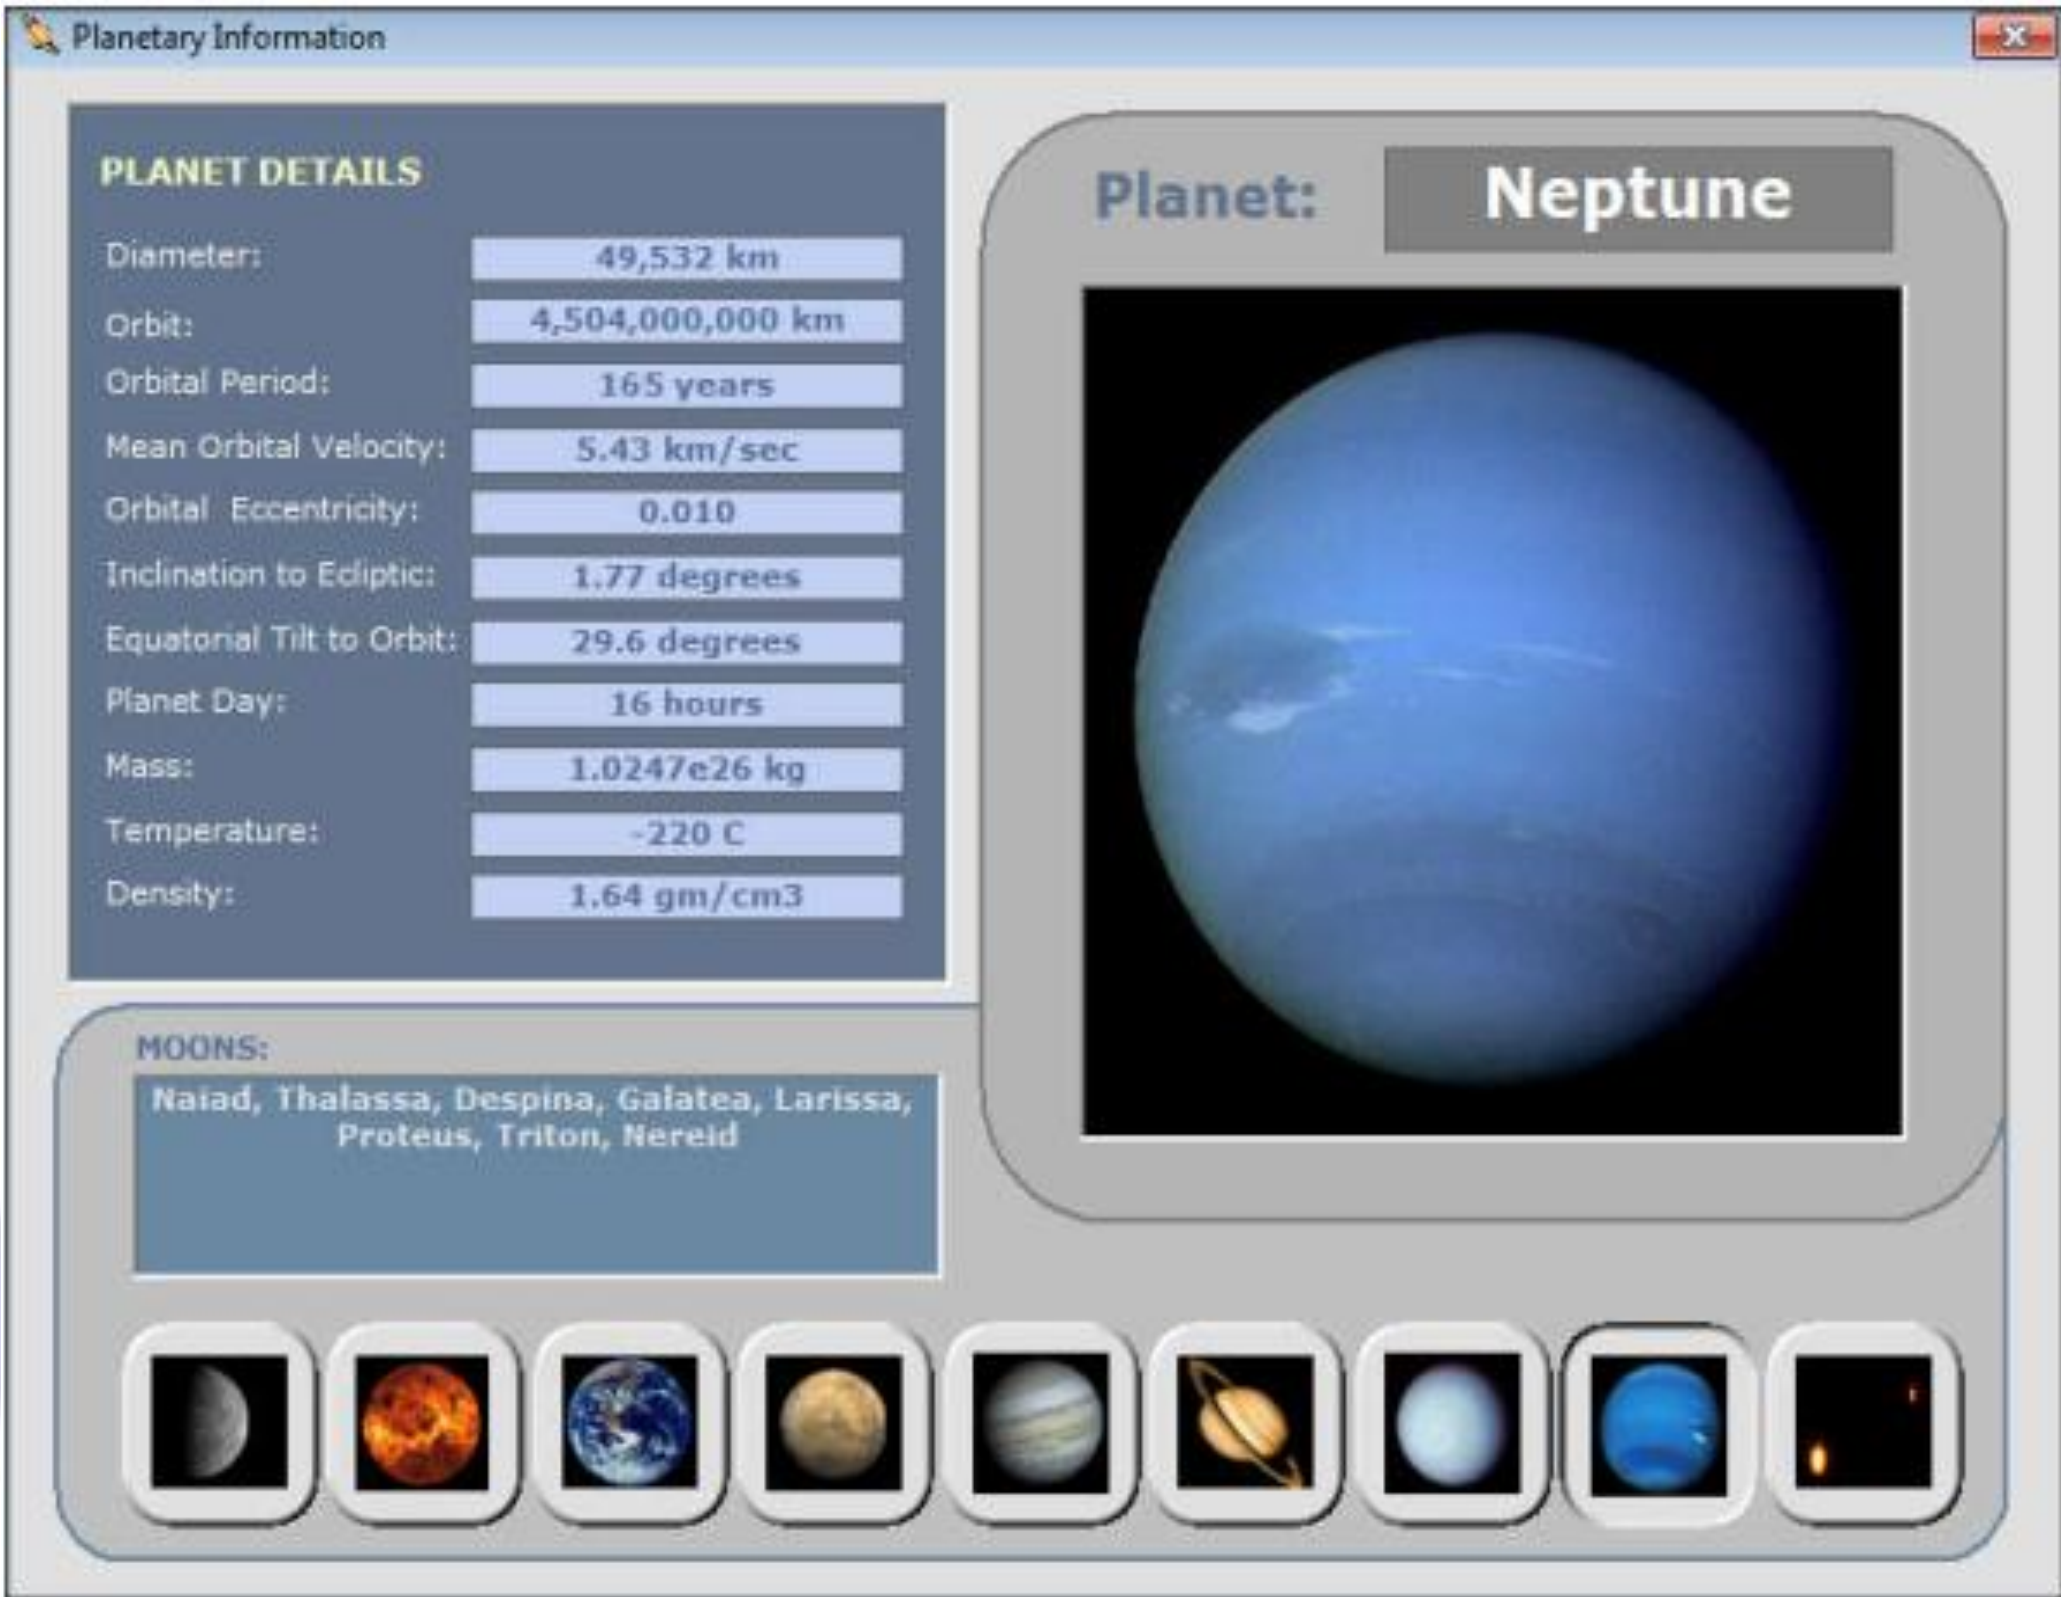 Planetary Information
PLANET DETAILS
Diameter: 49,532 km
Orbit: 4,504,000,000 km
Orbital Period: 165 years
Mean Orbital Velocity: 5.43 km/sec
Orbital Eccentricity: 0.010
Inclination to Ecliptic: 1.77 degrees
Equatorial Tilt to Orbit: 29.6 degrees
Planet Day: 16 hours
Mass: 1.0247e26 kg
Temperature: -220 C
Density: 1.64 gm/cm3
Planet: Neptune
MOONS:
Naiad, Thalassa, Despina, Galatea, Larissa,
Proteus, Triton, Nereid